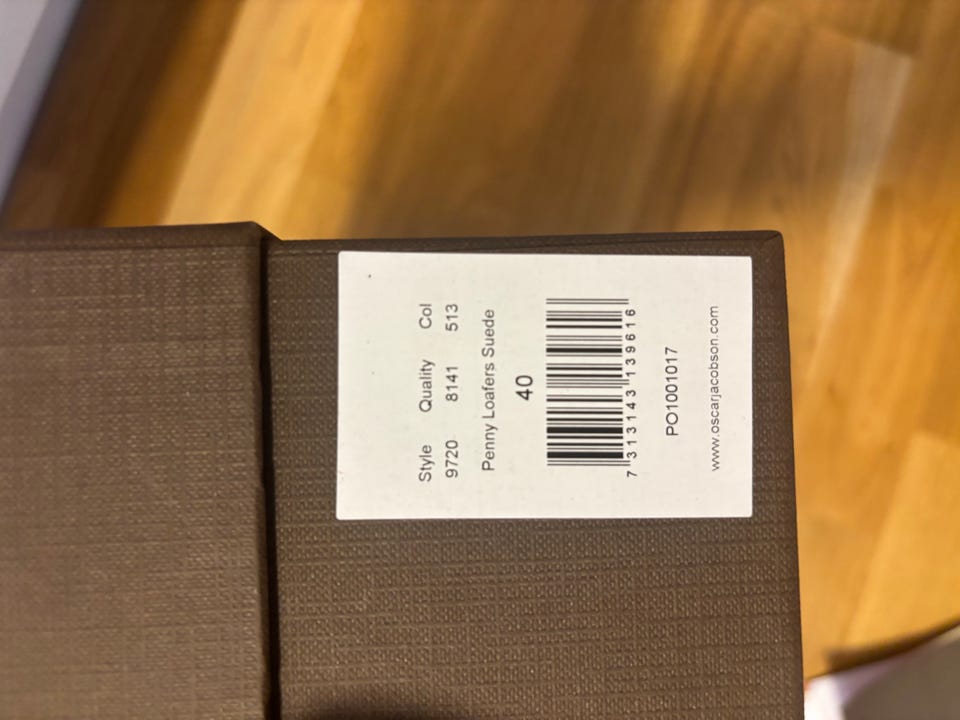 Style Quality Col
9720 8141 513
Penny Loafers Suede
40
7 313143 139616
PO1001017
www.oscarjacobson.com